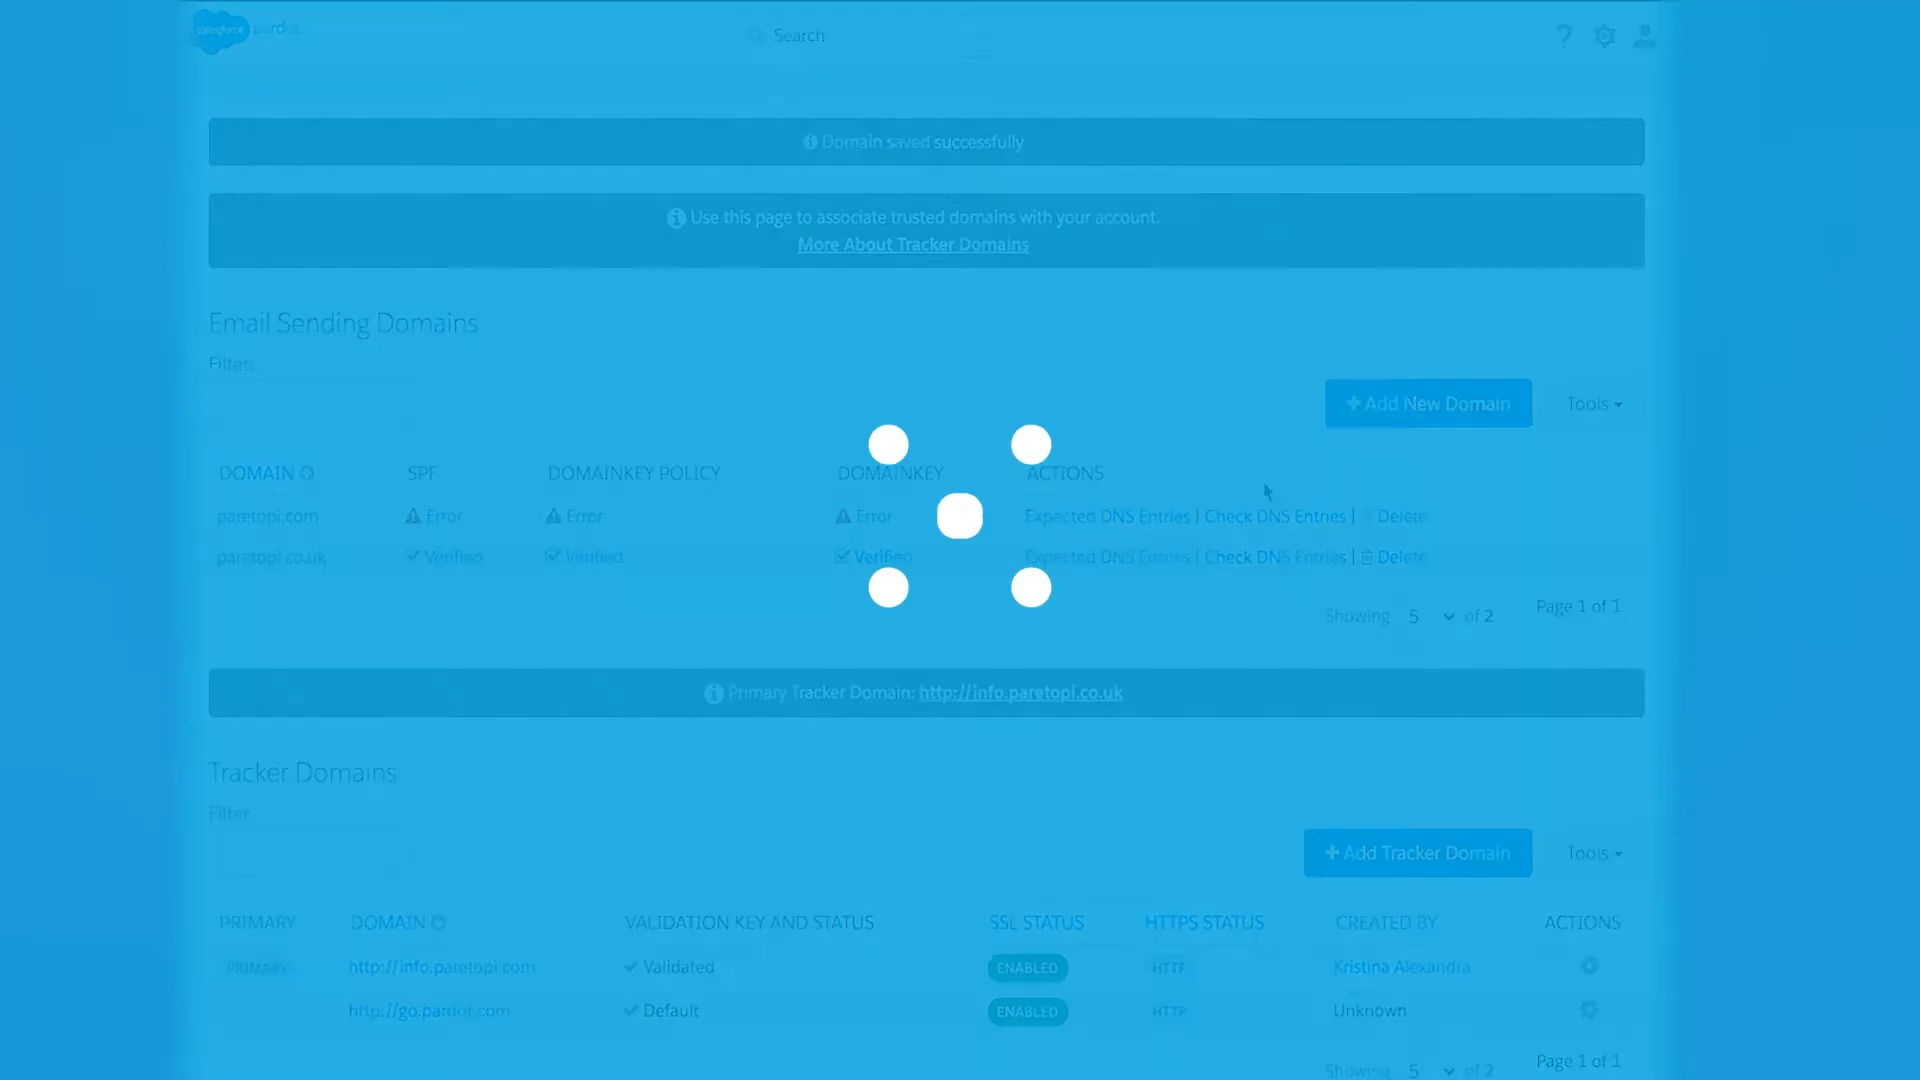 salesforce pardot
Search
Domain saved successfully
Use this page to associate trusted domains with your account.
More About Tracker Domains
Email Sending Domains
Filter:
+ Add New Domain Tools
DOMAIN SPF DOMAINKEY POLICY DOMAINKEY ACTIONS
paretopi.com Error Error Error Expected DNS Entries | Check DNS Entries | Delete
paretopi.co.uk Verified Verified Verified Expected DNS Entries | Check DNS Entries | Delete
Showing 5 of 2 Page 1 of 1
Primary Tracker Domain: http://info.paretopi.co.uk
Tracker Domains
Filter:
+ Add Tracker Domain Tools
PRIMARY DOMAIN VALIDATION KEY AND STATUS SSL STATUS HTTPS STATUS CREATED BY ACTIONS
PRIMARY http://info.paretopi.com Validated ENABLED HTTP Kristina Alexandra
http://go.pardot.com Default ENABLED HTTP Unknown
Showing 5 of 2 Page 1 of 1